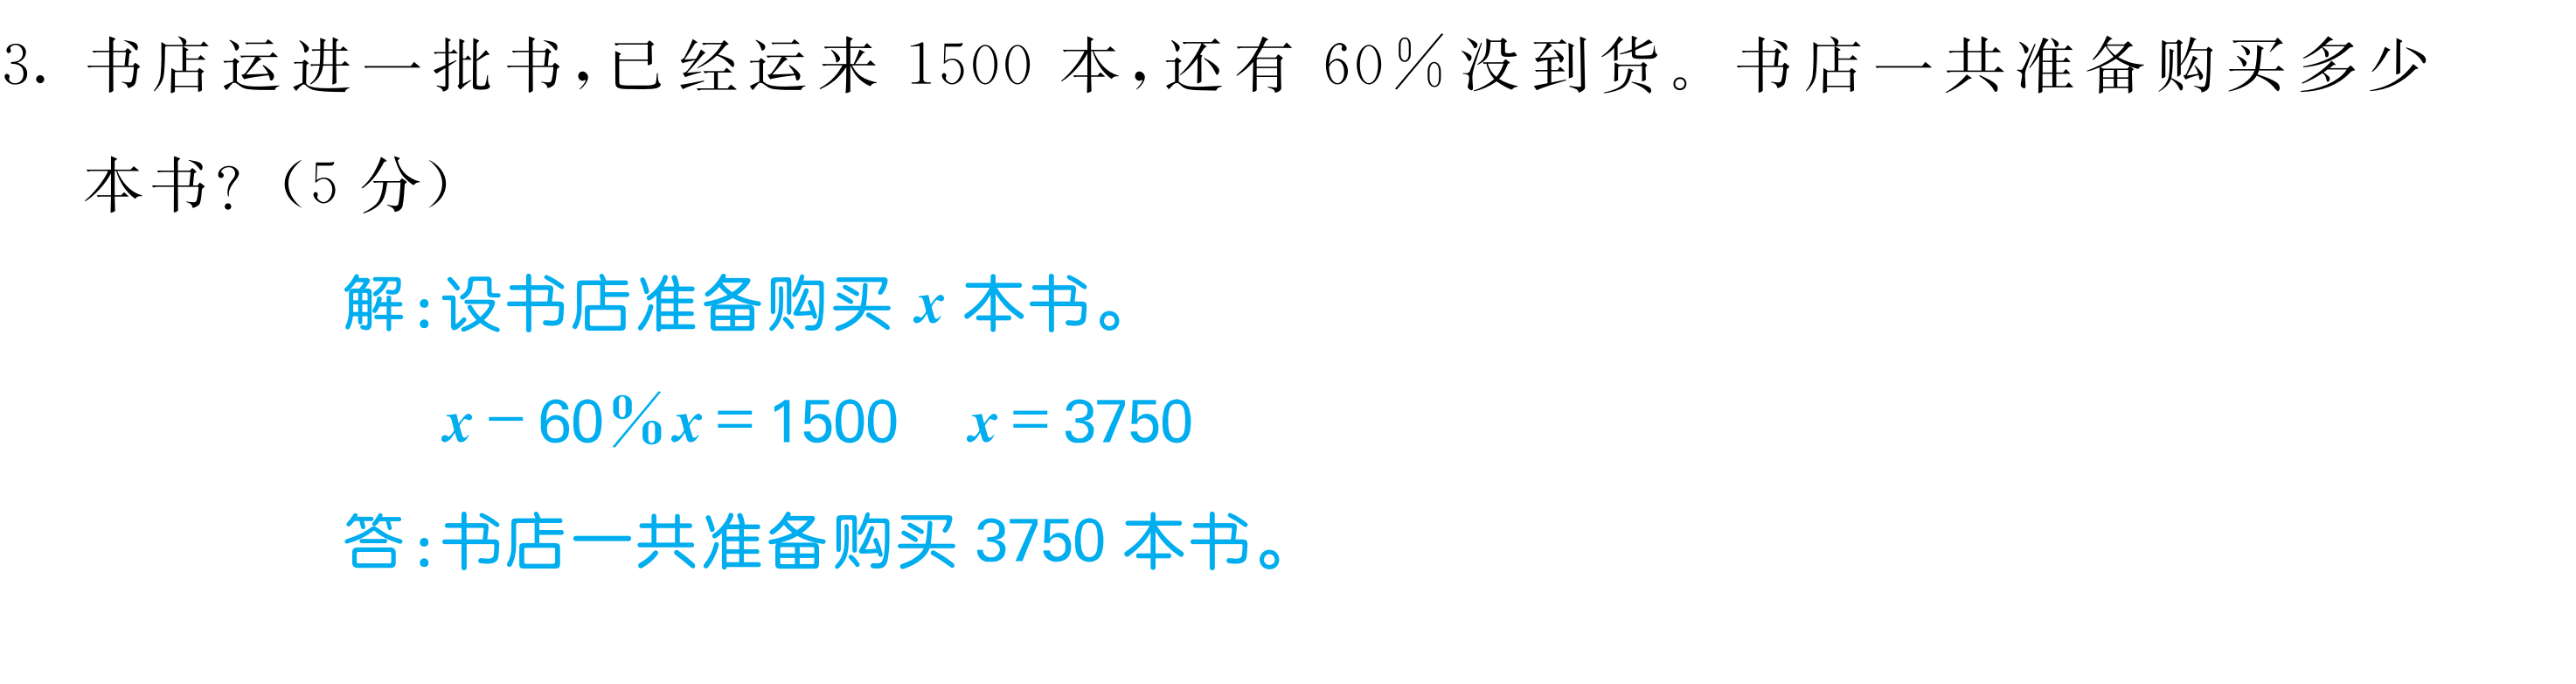 3. 书店运进一批书,已经运来 1500 本,还有 60%没到货。书店一共准备购买多少
本书?(5 分)
解:设书店准备购买 x 本书。
x－60%x＝1500　x＝3750
答:书店一共准备购买 3750 本书。